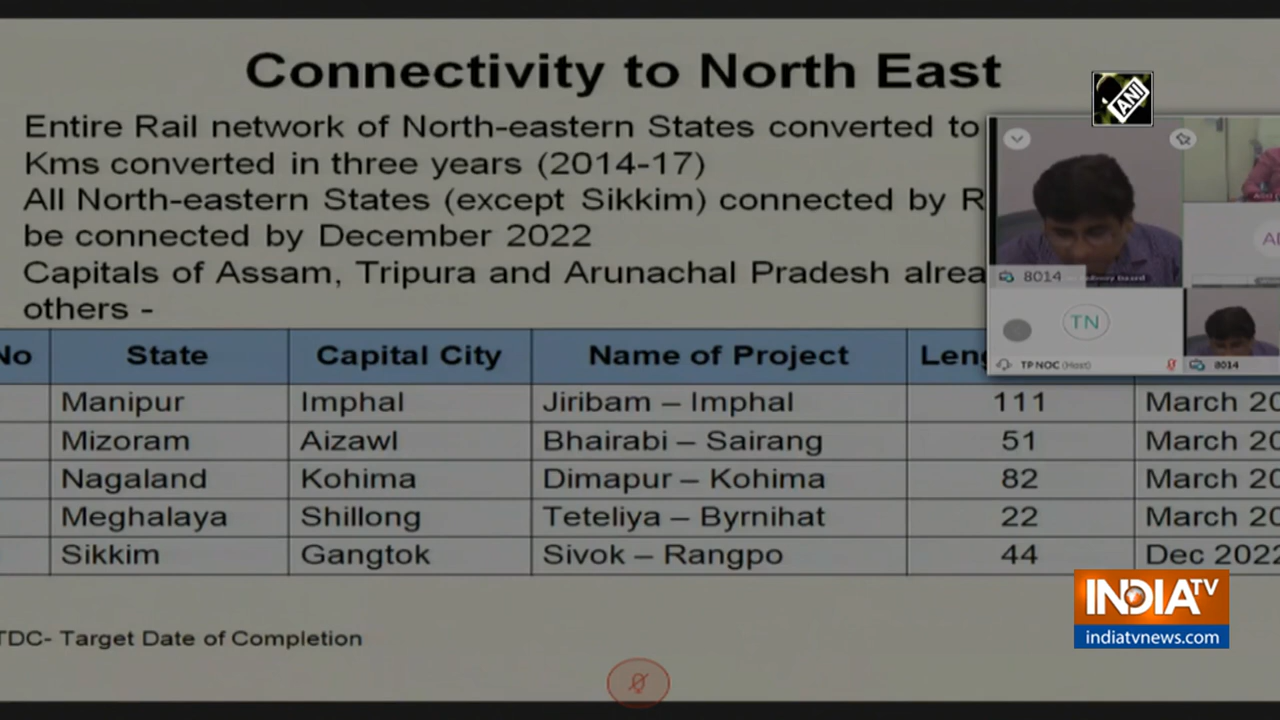 Connectivity to North East
ANI
Entire Rail network of North-eastern States converted to
Kms converted in three years (2014-17)
All North-eastern States (except Sikkim) connected by R
be connected by December 2022
Capitals of Assam, Tripura and Arunachal Pradesh alrea
others -
8014
TN
TP NOC (Host)
8014
No State Capital City Name of Project Leng
Manipur Imphal Jiribam – Imphal 111 March 20
Mizoram Aizawl Bhairabi – Sairang 51 March 20
Nagaland Kohima Dimapur – Kohima 82 March 20
Meghalaya Shillong Teteliya – Byrnihat 22 March 20
Sikkim Gangtok Sivok – Rangpo 44 Dec 2022
TDC- Target Date of Completion
INDIA TV
indiatvnews.com